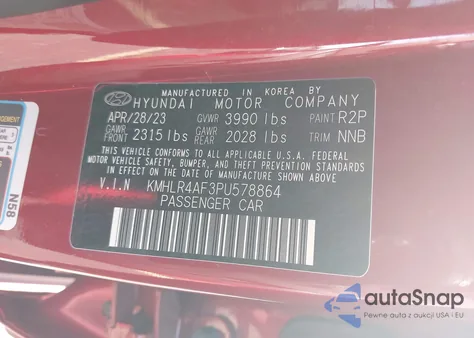 MANUFACTURED IN KOREA BY
HYUNDAI MOTOR COMPANY
APR/28/23 GVWR 3990 lbs PAINT R2P
GAWR FRONT 2315 lbs GAWR REAR 2028 lbs TRIM NNB
THIS VEHICLE CONFORMS TO ALL APPLICABLE U.S.A. FEDERAL
MOTOR VEHICLE SAFETY, BUMPER, AND THEFT PREVENTION STANDARDS
IN EFFECT ON THE DATE OF MANUFACTURE SHOWN ABOVE.
V.I.N KMHLR4AF3PU578864
PASSENGER CAR
N58
autoSnap
Pewne auta z aukcji USA i EU